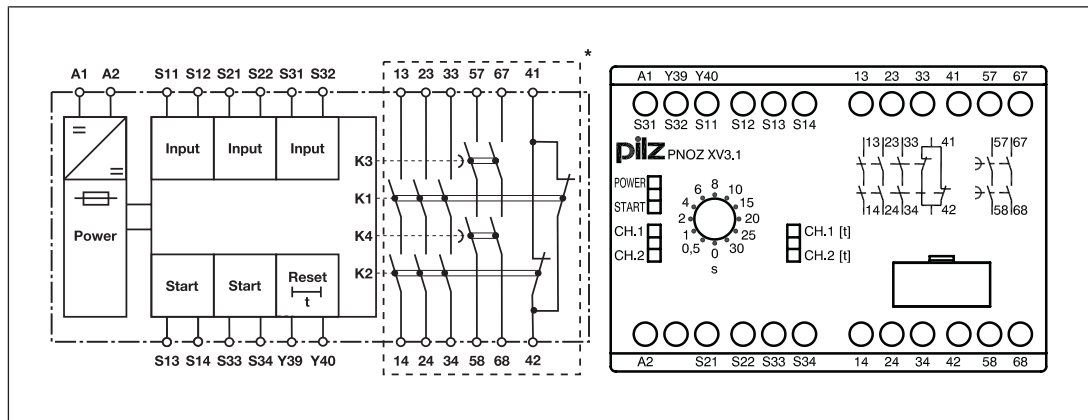 A1 A2 S11 S12 S21 S22 S31 S32 13 23 33 57 67 41 *
Input Input Input
= =
Power
K3
K1
K4
K2
Start Start Reset
t
S13 S14 S33 S34 Y39 Y40 14 24 34 58 68 42
A1 Y39 Y40 13 23 33 41 57 67
S31 S32 S11 S12 S13 S14
pilz PNOZ XV3.1
13 23 33 41 57 67
14 24 34 42 58 68
POWER
START
CH.1
CH.2
0,5 1 2 4 6 8 10 15 20 25 30
0
s
CH.1 [t]
CH.2 [t]
A2 S21 S22 S33 S34 14 24 34 42 58 68